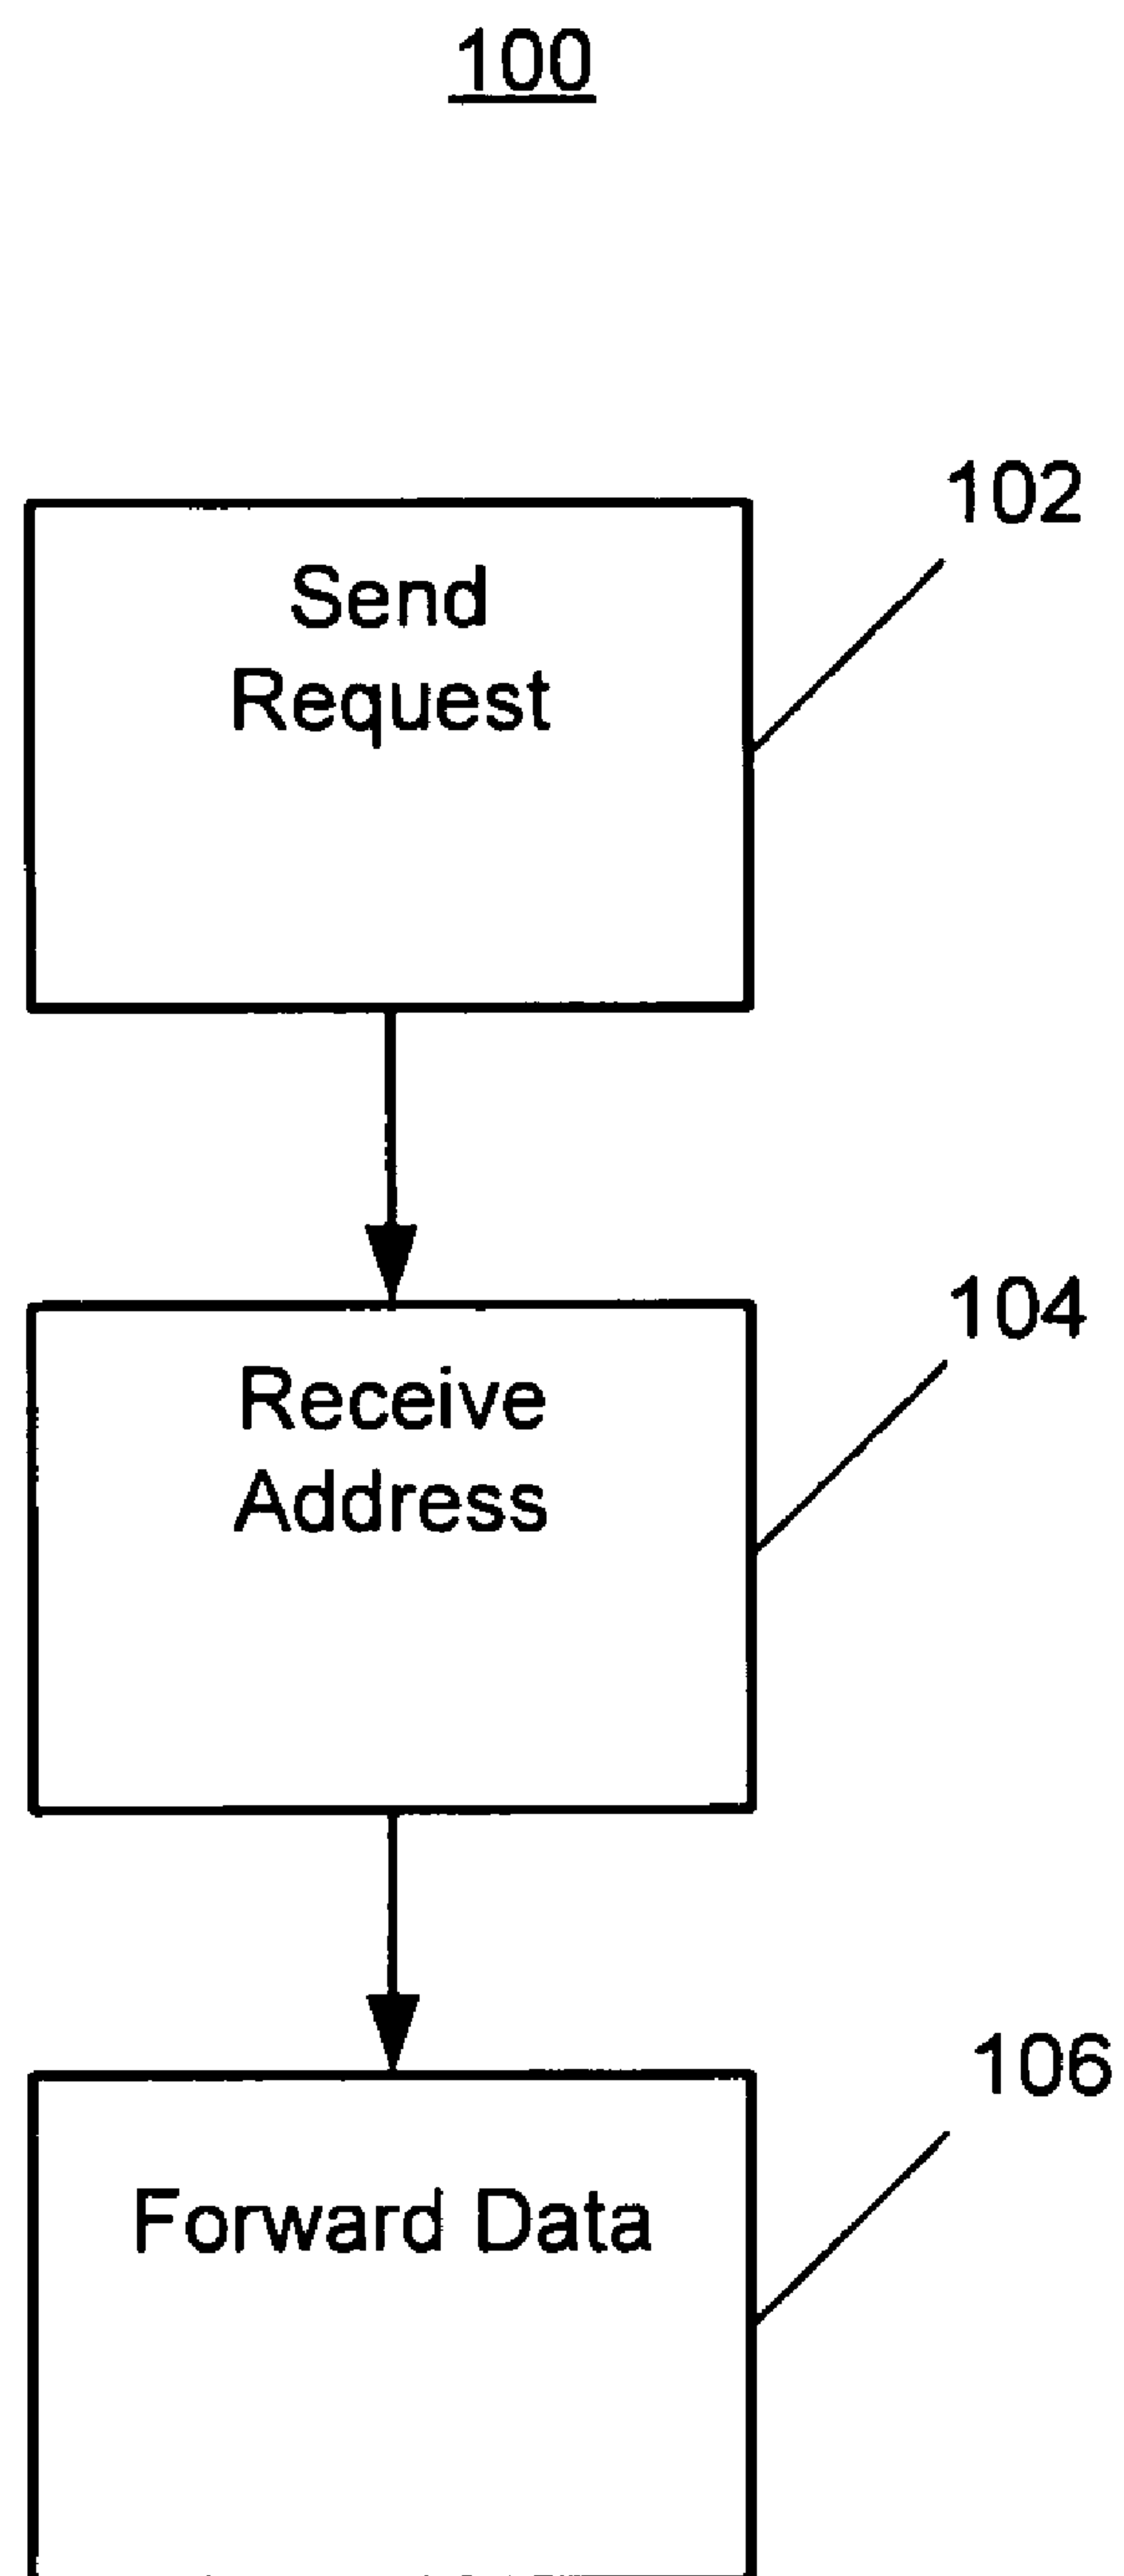 100
102
Send
Request
104
Receive
Address
106
Forward Data